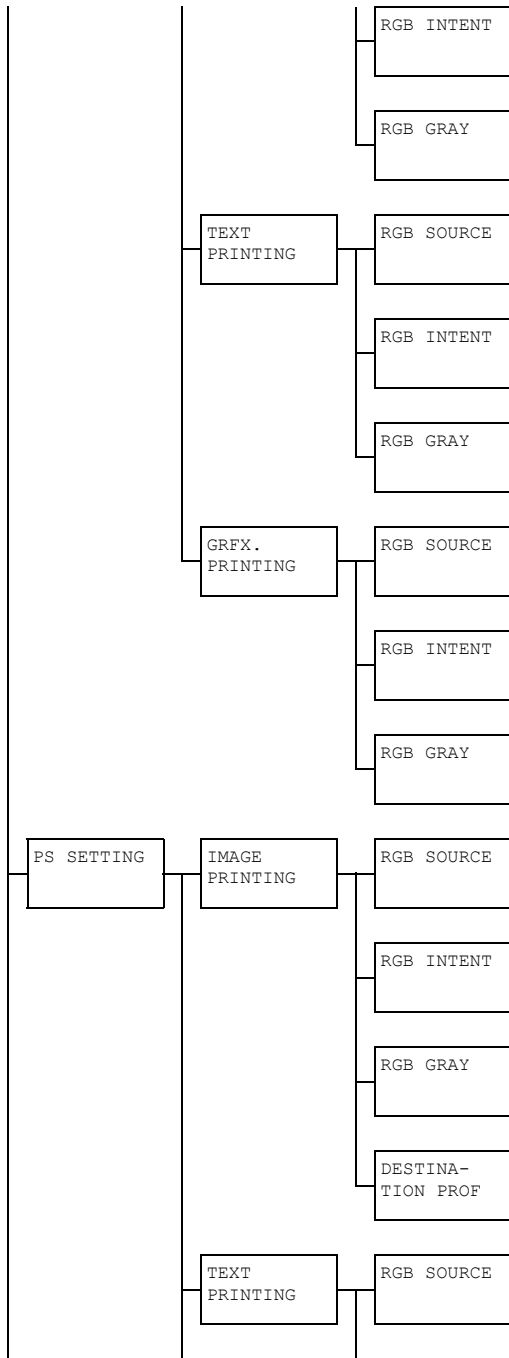 RGB INTENT
RGB GRAY
TEXT
PRINTING
RGB SOURCE
RGB INTENT
RGB GRAY
GRFX.
PRINTING
RGB SOURCE
RGB INTENT
RGB GRAY
PS SETTING
IMAGE
PRINTING
RGB SOURCE
RGB INTENT
RGB GRAY
DESTINA-
TION PROF
TEXT
PRINTING
RGB SOURCE